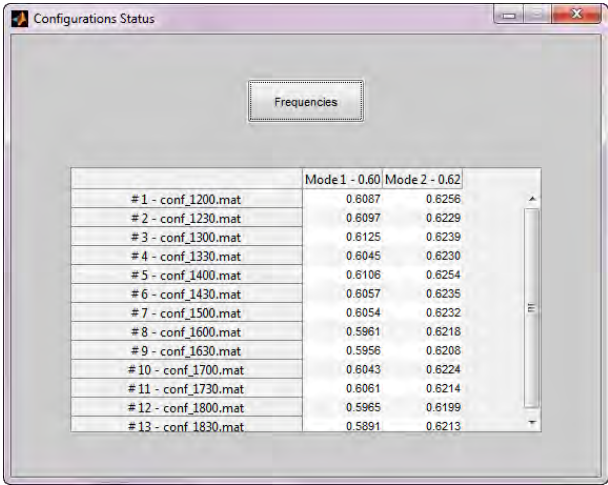 Configurations Status
Frequencies
Mode 1 - 0.60 Mode 2 - 0.62
# 1 - conf_1200.mat 0.6087 0.6256
# 2 - conf_1230.mat 0.6097 0.6229
# 3 - conf_1300.mat 0.6125 0.6239
# 4 - conf_1330.mat 0.6045 0.6230
# 5 - conf_1400.mat 0.6106 0.6254
# 6 - conf_1430.mat 0.6057 0.6235
# 7 - conf_1500.mat 0.6054 0.6232
# 8 - conf_1600.mat 0.5961 0.6218
# 9 - conf_1630.mat 0.5956 0.6208
# 10 - conf_1700.mat 0.6043 0.6224
# 11 - conf_1730.mat 0.6061 0.6214
# 12 - conf_1800.mat 0.5965 0.6199
# 13 - conf_1830.mat 0.5891 0.6213